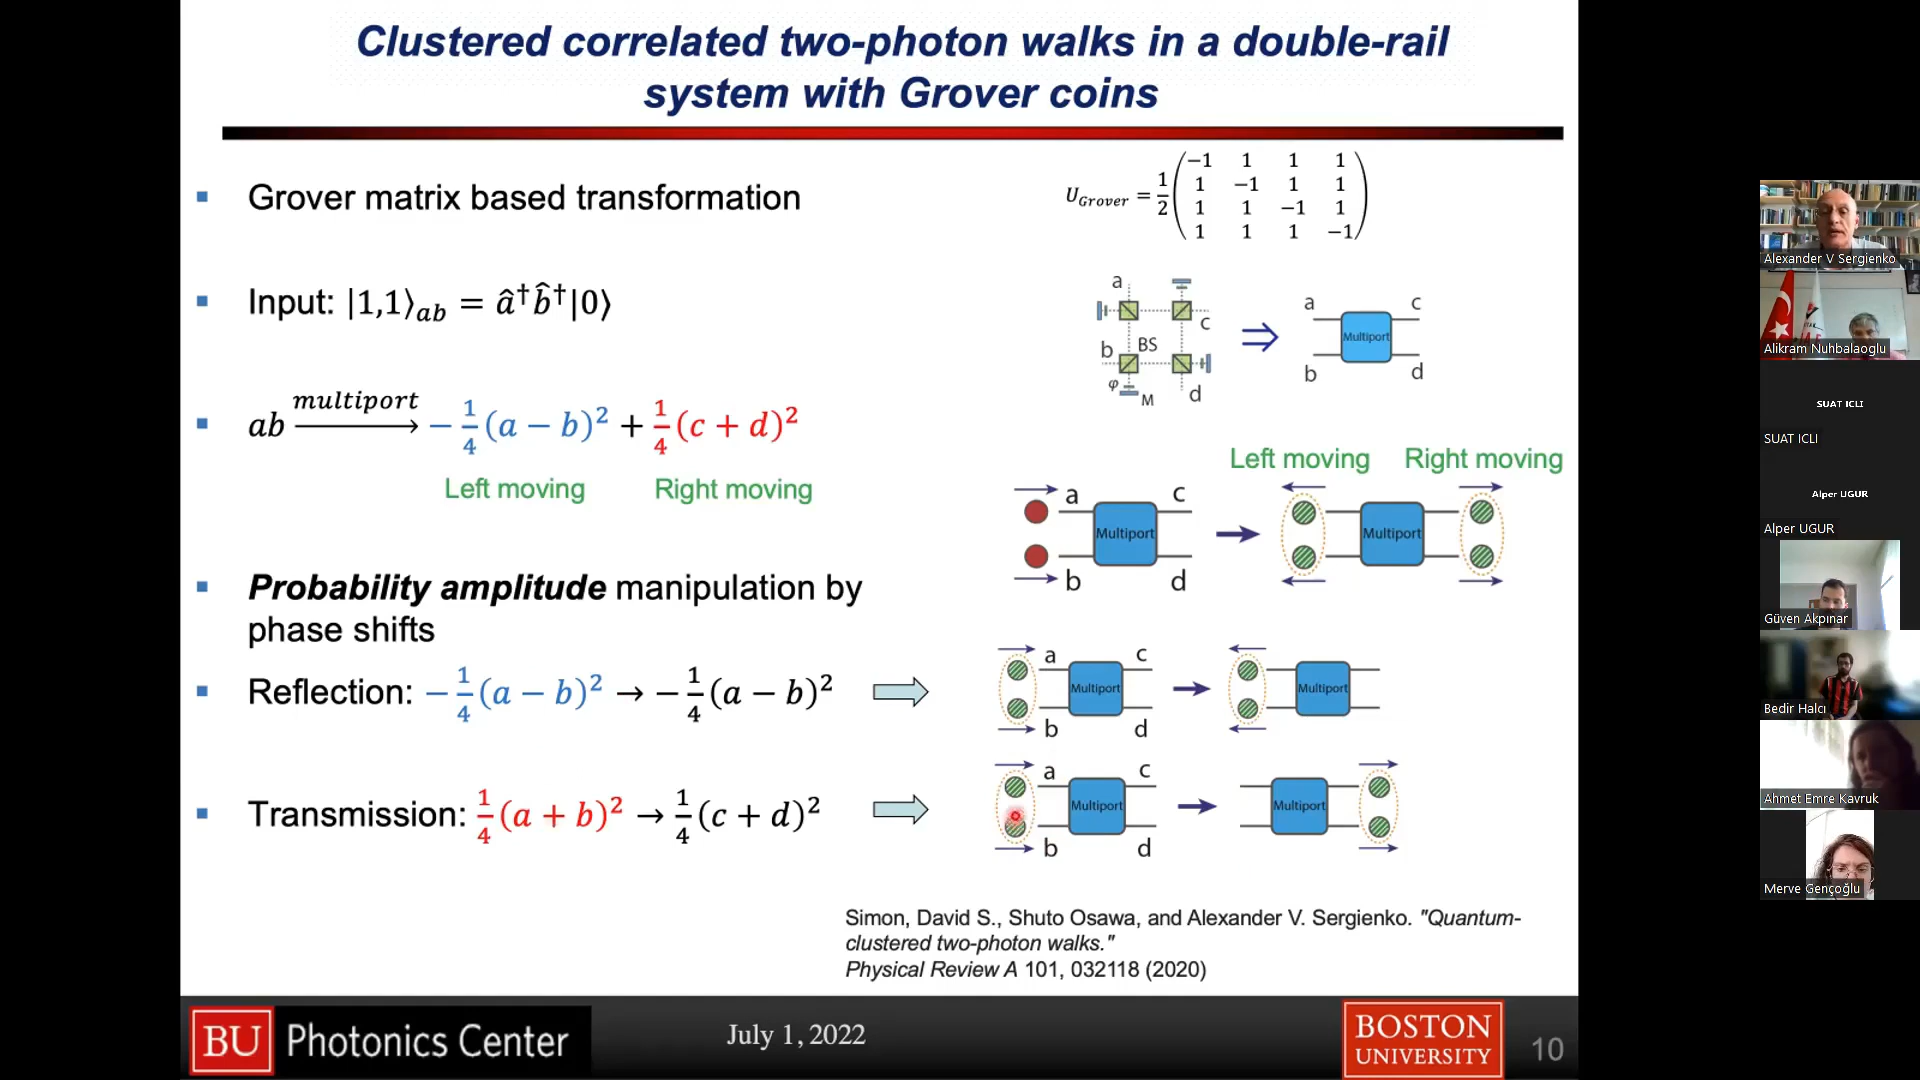 Clustered correlated two-photon walks in a double-rail
system with Grover coins
▪ Grover matrix based transformation
U_Grover = 1/2 (−1 1 1 1
1 −1 1 1
1 1 −1 1
1 1 1 −1)
▪ Input: |1,1⟩_ab = â†b̂†|0⟩
a
c
b BS
φ
M
d
⇒
a c
Multiport
b d
▪ ab multiport → − 1/4 (a − b)² + 1/4 (c + d)²
Left moving Right moving
Left moving Right moving
a c
Multiport Multiport
b d
▪ Probability amplitude manipulation by
phase shifts
▪ Reflection: − 1/4 (a − b)² → − 1/4 (a − b)²
a c
Multiport Multiport
b d
▪ Transmission: 1/4 (a + b)² → 1/4 (c + d)²
a c
Multiport Multiport
b d
Simon, David S., Shuto Osawa, and Alexander V. Sergienko. "Quantum-
clustered two-photon walks."
Physical Review A 101, 032118 (2020)
BU Photonics Center
July 1, 2022
BOSTON
UNIVERSITY
10
Alexander V Sergienko
Alikram Nuhbalaoglu
SUAT ICLI
SUAT ICLI
Alper UGUR
Alper UGUR
Güven Akpınar
Bedir Halcı
Ahmet Emre Kavruk
Merve Gençoğlu